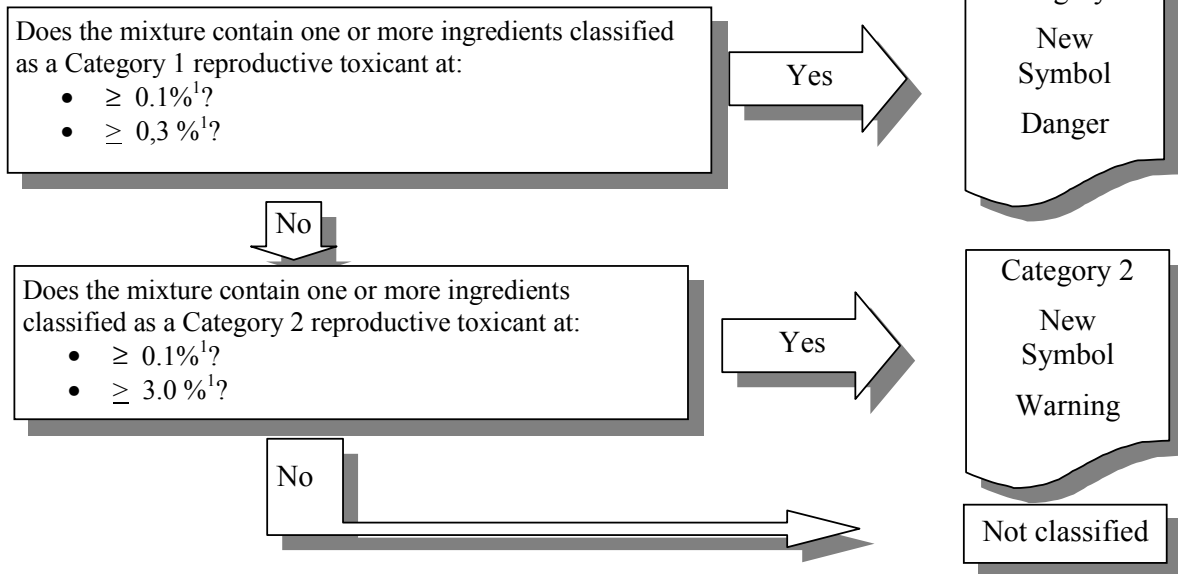 Does the mixture contain one or more ingredients classified
as a Category 1 reproductive toxicant at:
• ≥ 0.1%¹?
• ≥ 0,3 %¹?
Yes
New
Symbol
Danger
No
Does the mixture contain one or more ingredients
classified as a Category 2 reproductive toxicant at:
• ≥ 0.1%¹?
• ≥ 3.0 %¹?
Yes
Category 2
New
Symbol
Warning
No
Not classified